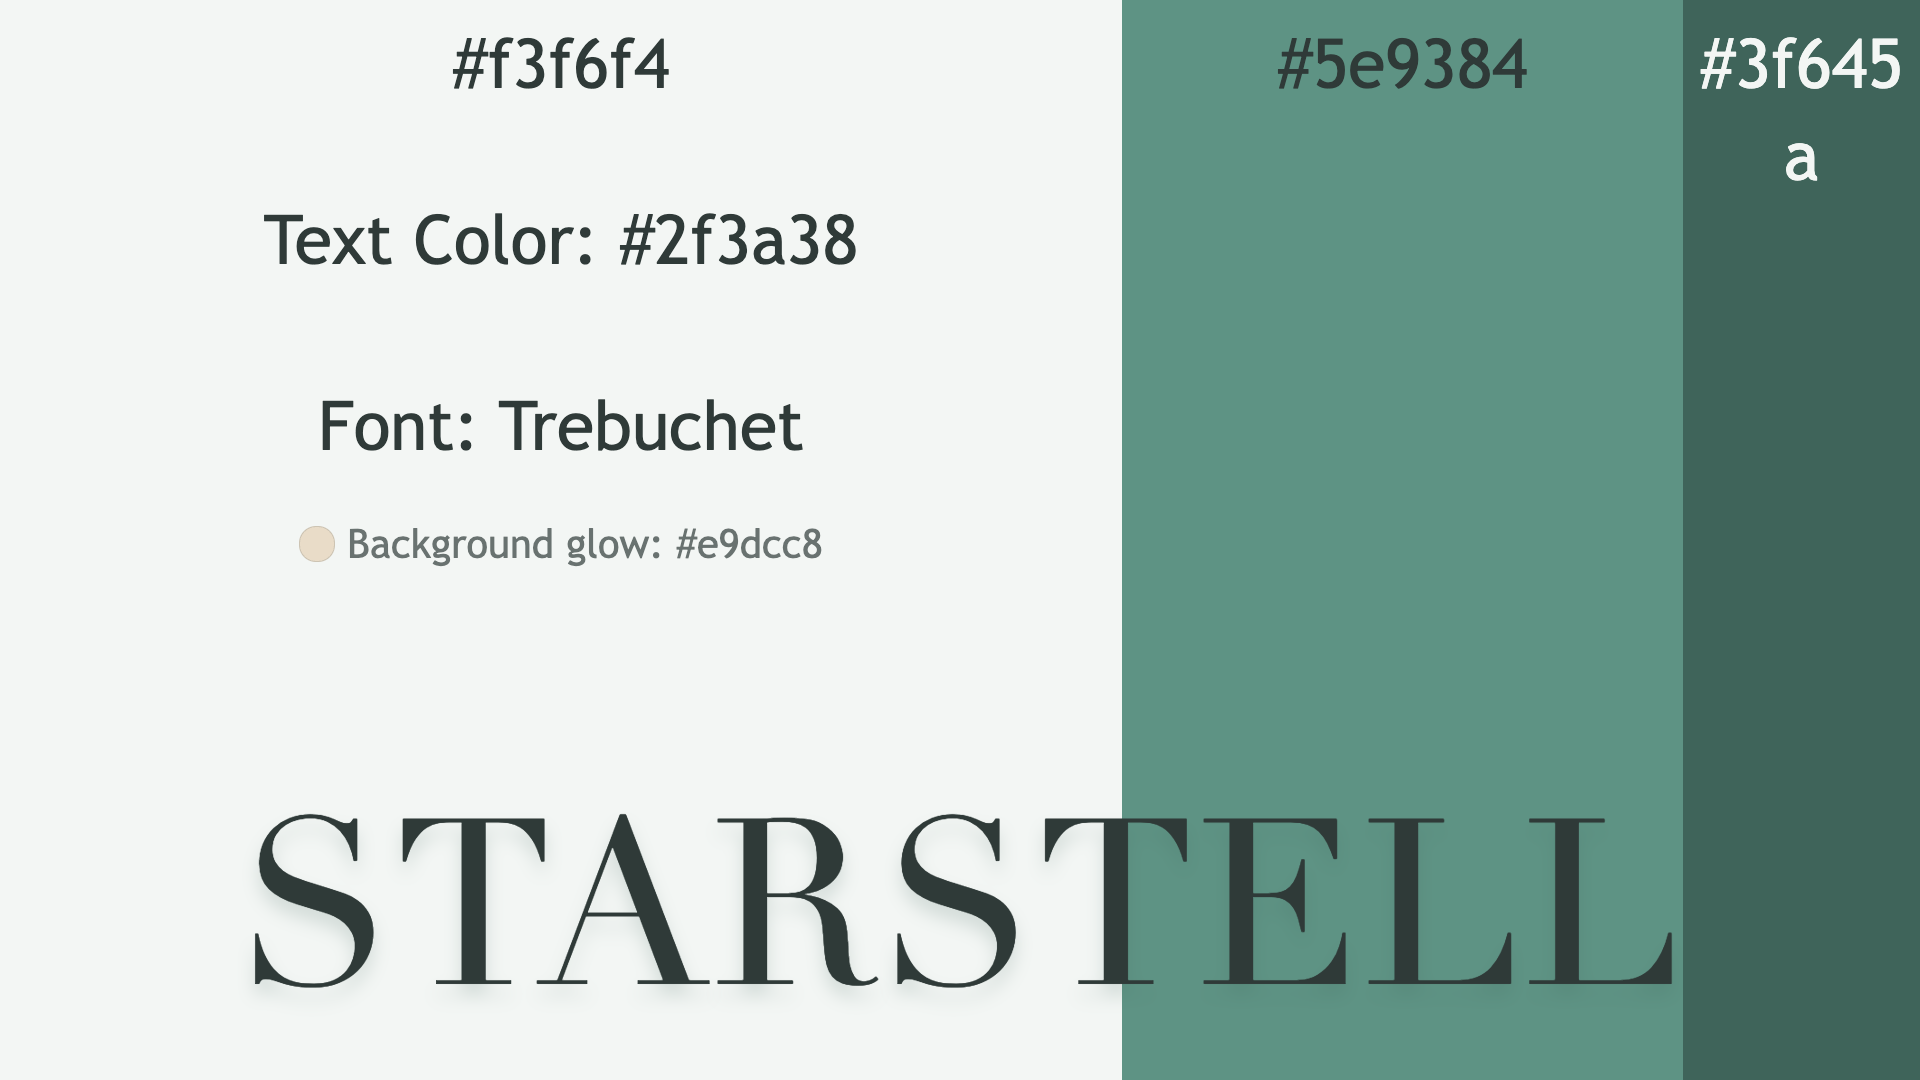 #f3f6f4
#5e9384
#3f645
a
Text Color: #2f3a38
Font: Trebuchet
Background glow: #e9dcc8
STARSTELL